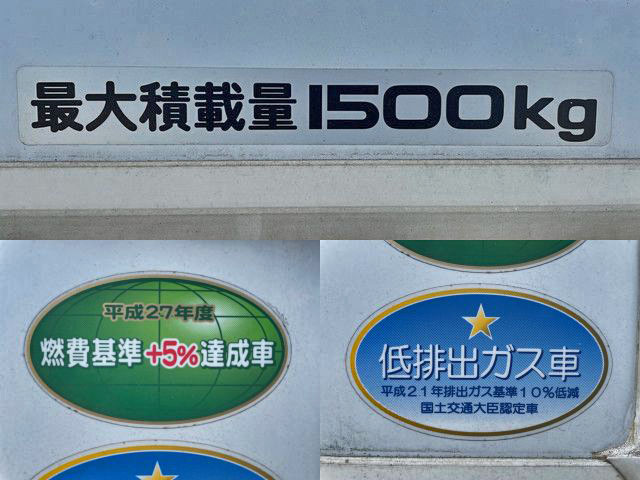 最大積載量1500kg
平成27年度
燃費基準+5%達成車
低排出ガス車
平成21年排出ガス基準10%低減
国土交通大臣認定車